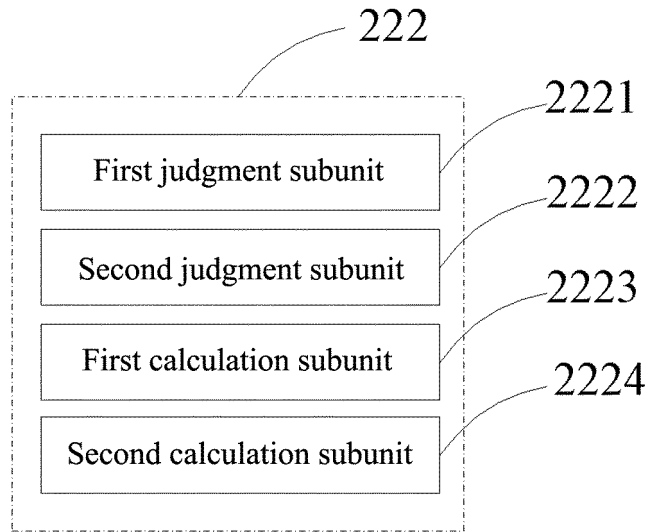 222
First judgment subunit
2221
Second judgment subunit
2222
First calculation subunit
2223
Second calculation subunit
2224